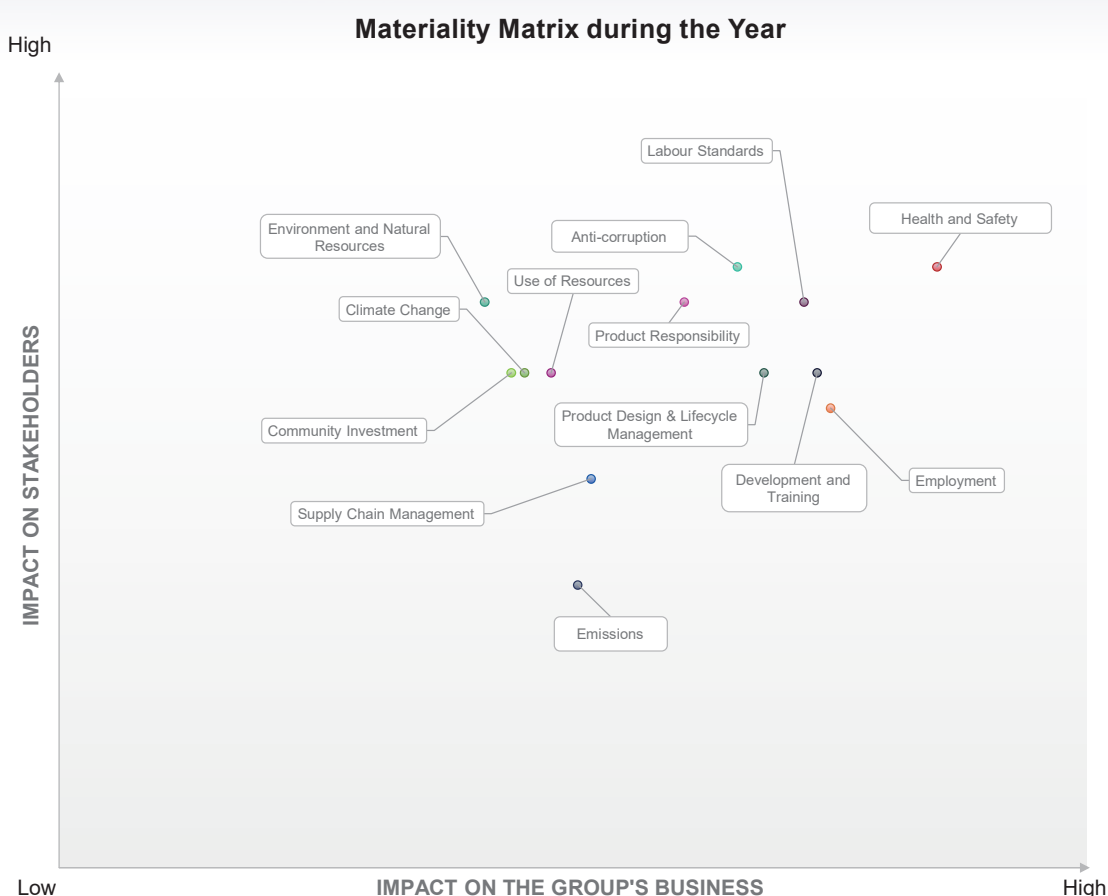 Materiality Matrix during the Year
High
Labour Standards
Health and Safety
Environment and Natural
Resources
Anti-corruption
Use of Resources
Climate Change
Product Responsibility
Product Design & Lifecycle
Management
Community Investment
Development and
Training
Employment
Supply Chain Management
Emissions
IMPACT ON STAKEHOLDERS
Low
IMPACT ON THE GROUP'S BUSINESS
High